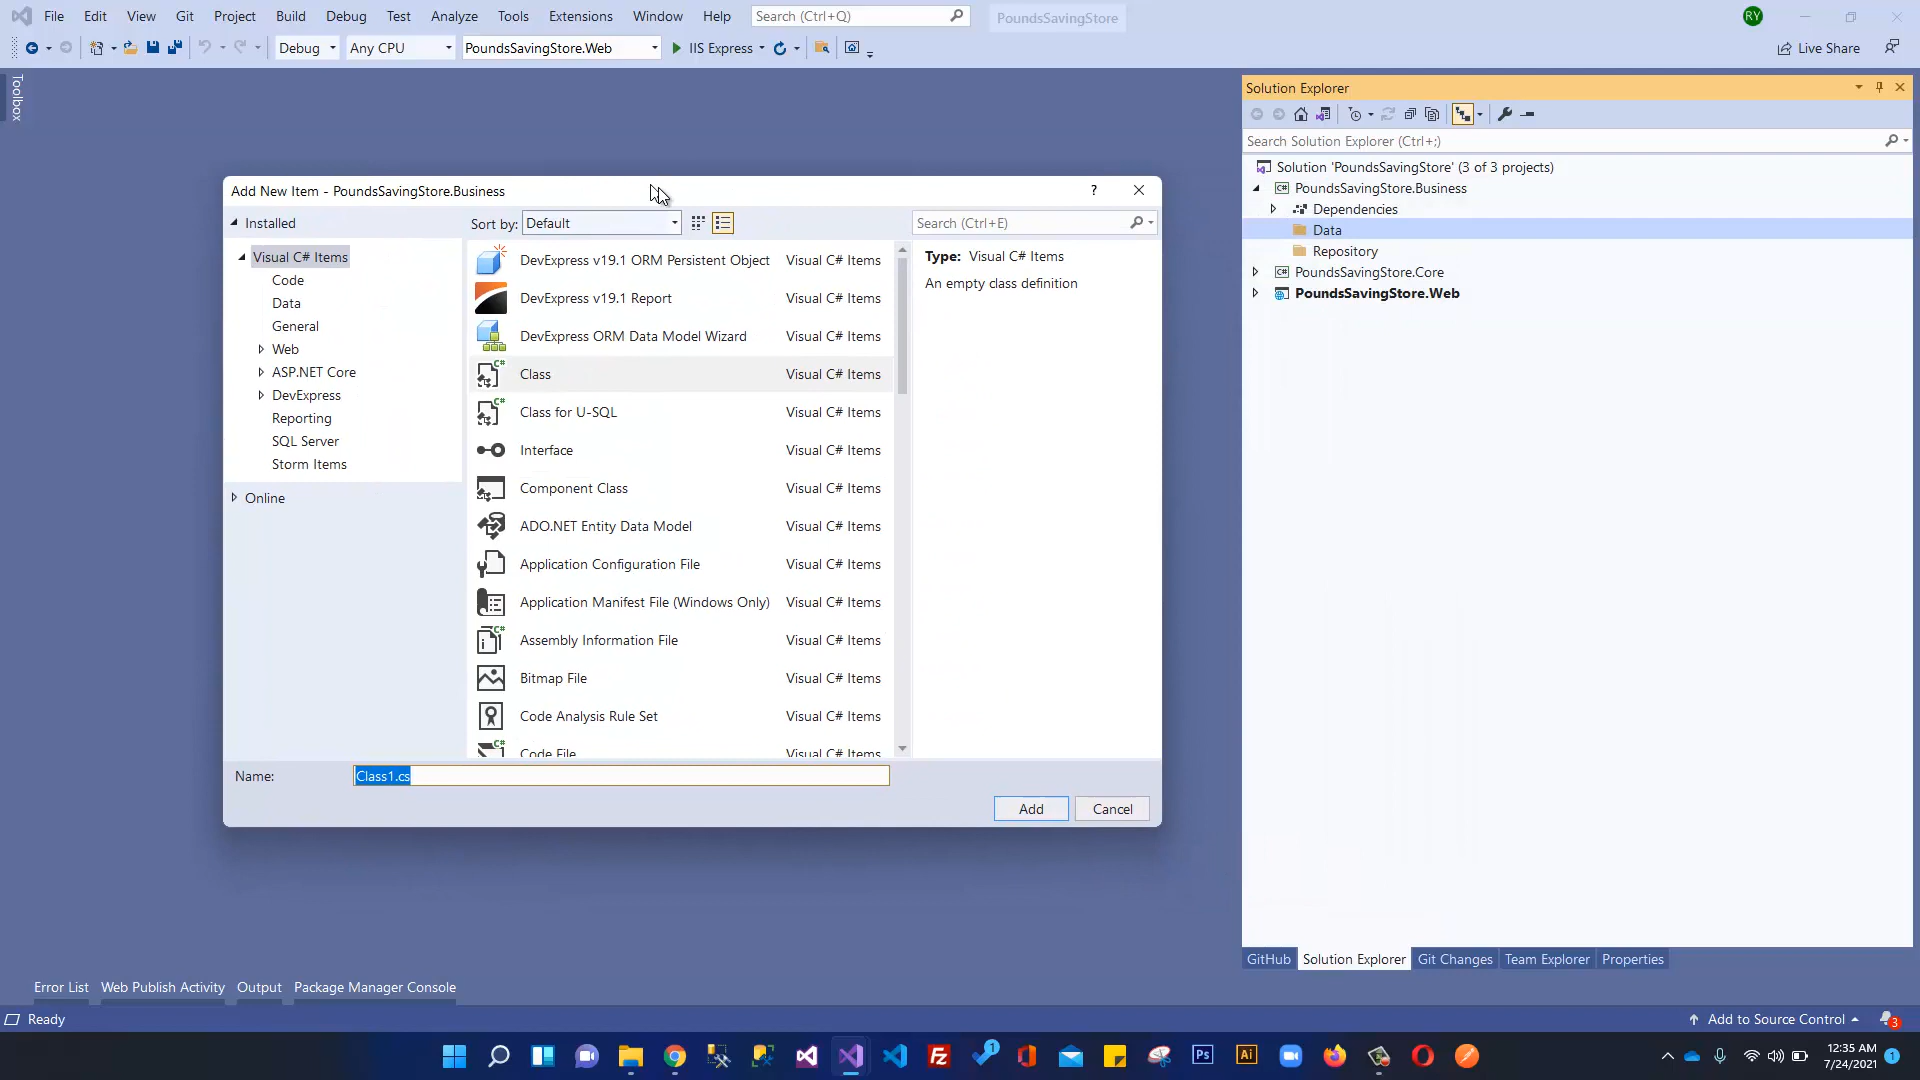 File Edit View Git Project Build Debug Test Analyze Tools Extensions Window Help Search (Ctrl+Q) PoundsSavingStore RY
Debug Any CPU PoundsSavingStore.Web IIS Express Live Share
Toolbox
Solution Explorer
Search Solution Explorer (Ctrl+;)
Solution 'PoundsSavingStore' (3 of 3 projects)
PoundsSavingStore.Business
Dependencies
Data
Repository
PoundsSavingStore.Core
PoundsSavingStore.Web
Add New Item - PoundsSavingStore.Business ?
Installed
Sort by: Default
Search (Ctrl+E)
Visual C# Items
Code
Data
General
Web
ASP.NET Core
DevExpress
Reporting
SQL Server
Storm Items
Online
DevExpress v19.1 ORM Persistent Object Visual C# Items
DevExpress v19.1 Report Visual C# Items
DevExpress ORM Data Model Wizard Visual C# Items
Class Visual C# Items
Class for U-SQL Visual C# Items
Interface Visual C# Items
Component Class Visual C# Items
ADO.NET Entity Data Model Visual C# Items
Application Configuration File Visual C# Items
Application Manifest File (Windows Only) Visual C# Items
Assembly Information File Visual C# Items
Bitmap File Visual C# Items
Code Analysis Rule Set Visual C# Items
Code File Visual C# Items
Type: Visual C# Items
An empty class definition
Name: Class1.cs
Add Cancel
GitHub Solution Explorer Git Changes Team Explorer Properties
Error List Web Publish Activity Output Package Manager Console
Ready Add to Source Control 3
1 Ps Ai
12:35 AM
7/24/2021 1